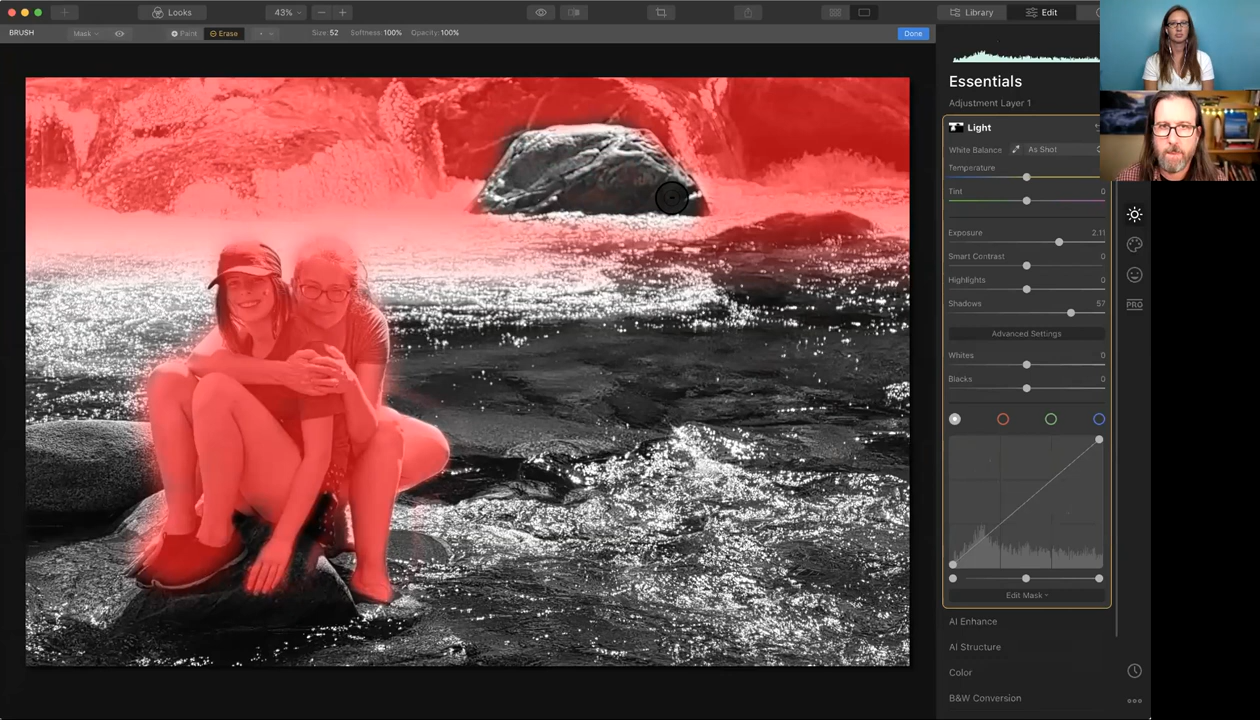 Looks
43%
Library
Edit
BRUSH
Mask
Paint
Erase
Size: 52
Softness: 100%
Opacity: 100%
Done
Essentials
Adjustment Layer 1
Light
White Balance
As Shot
Temperature
Tint
0
Exposure
2.11
Smart Contrast
0
Highlights
0
Shadows
57
Advanced Settings
Whites
0
Blacks
0
Edit Mask
AI Enhance
AI Structure
Color
B&W Conversion
PRO